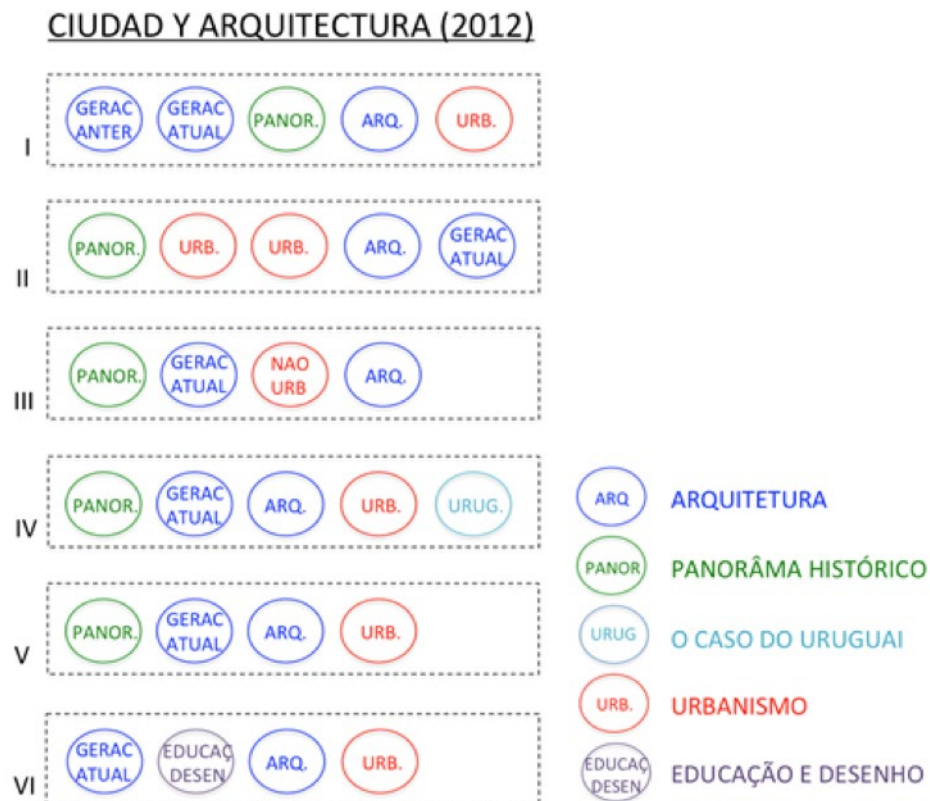 CIUDAD Y ARQUITECTURA (2012)
I
GERAC ANTER
GERAC ATUAL
PANOR.
ARQ.
URB.
II
PANOR.
URB.
URB.
ARQ.
GERAC ATUAL
III
PANOR.
GERAC ATUAL
NAO URB
ARQ.
IV
PANOR.
GERAC ATUAL
ARQ.
URB.
URUG.
V
PANOR.
GERAC ATUAL
ARQ.
URB.
VI
GERAC ATUAL
EDUCAÇ DESEN
ARQ.
URB.
ARQ ARQUITETURA
PANOR PANORÂMA HISTÓRICO
URUG O CASO DO URUGUAI
URB. URBANISMO
EDUCAÇ DESEN EDUCAÇÃO E DESENHO